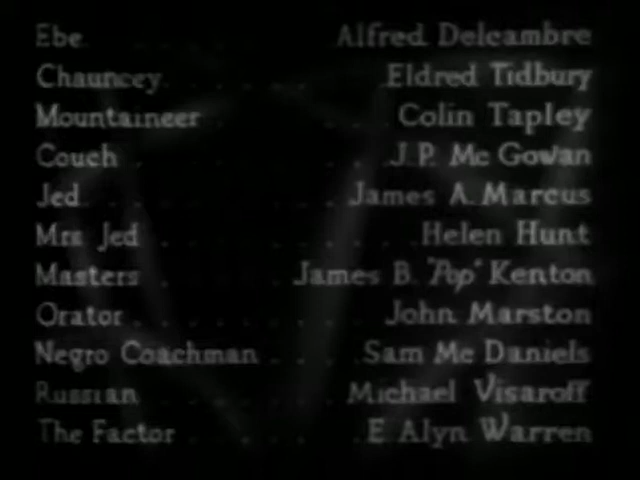 Ebe. . . . . . . . Alfred Delcambre
Chauncey. . . . . . Eldred Tidbury
Mountaineer . . . Colin Tapley
Couch . . . . . . J.P. Mc Gowan
Jed. . . . . . . . James A. Marcus
Mrs Jed . . . . . . . . Helen Hunt
Masters . . . . James B. "Pop" Kenton
Orator. . . . . . . John Marston
Negro Coachman . . . . Sam Mc Daniels
Russian . . . . . Michael Visaroff
The Factor . . . . . E. Alyn Warren